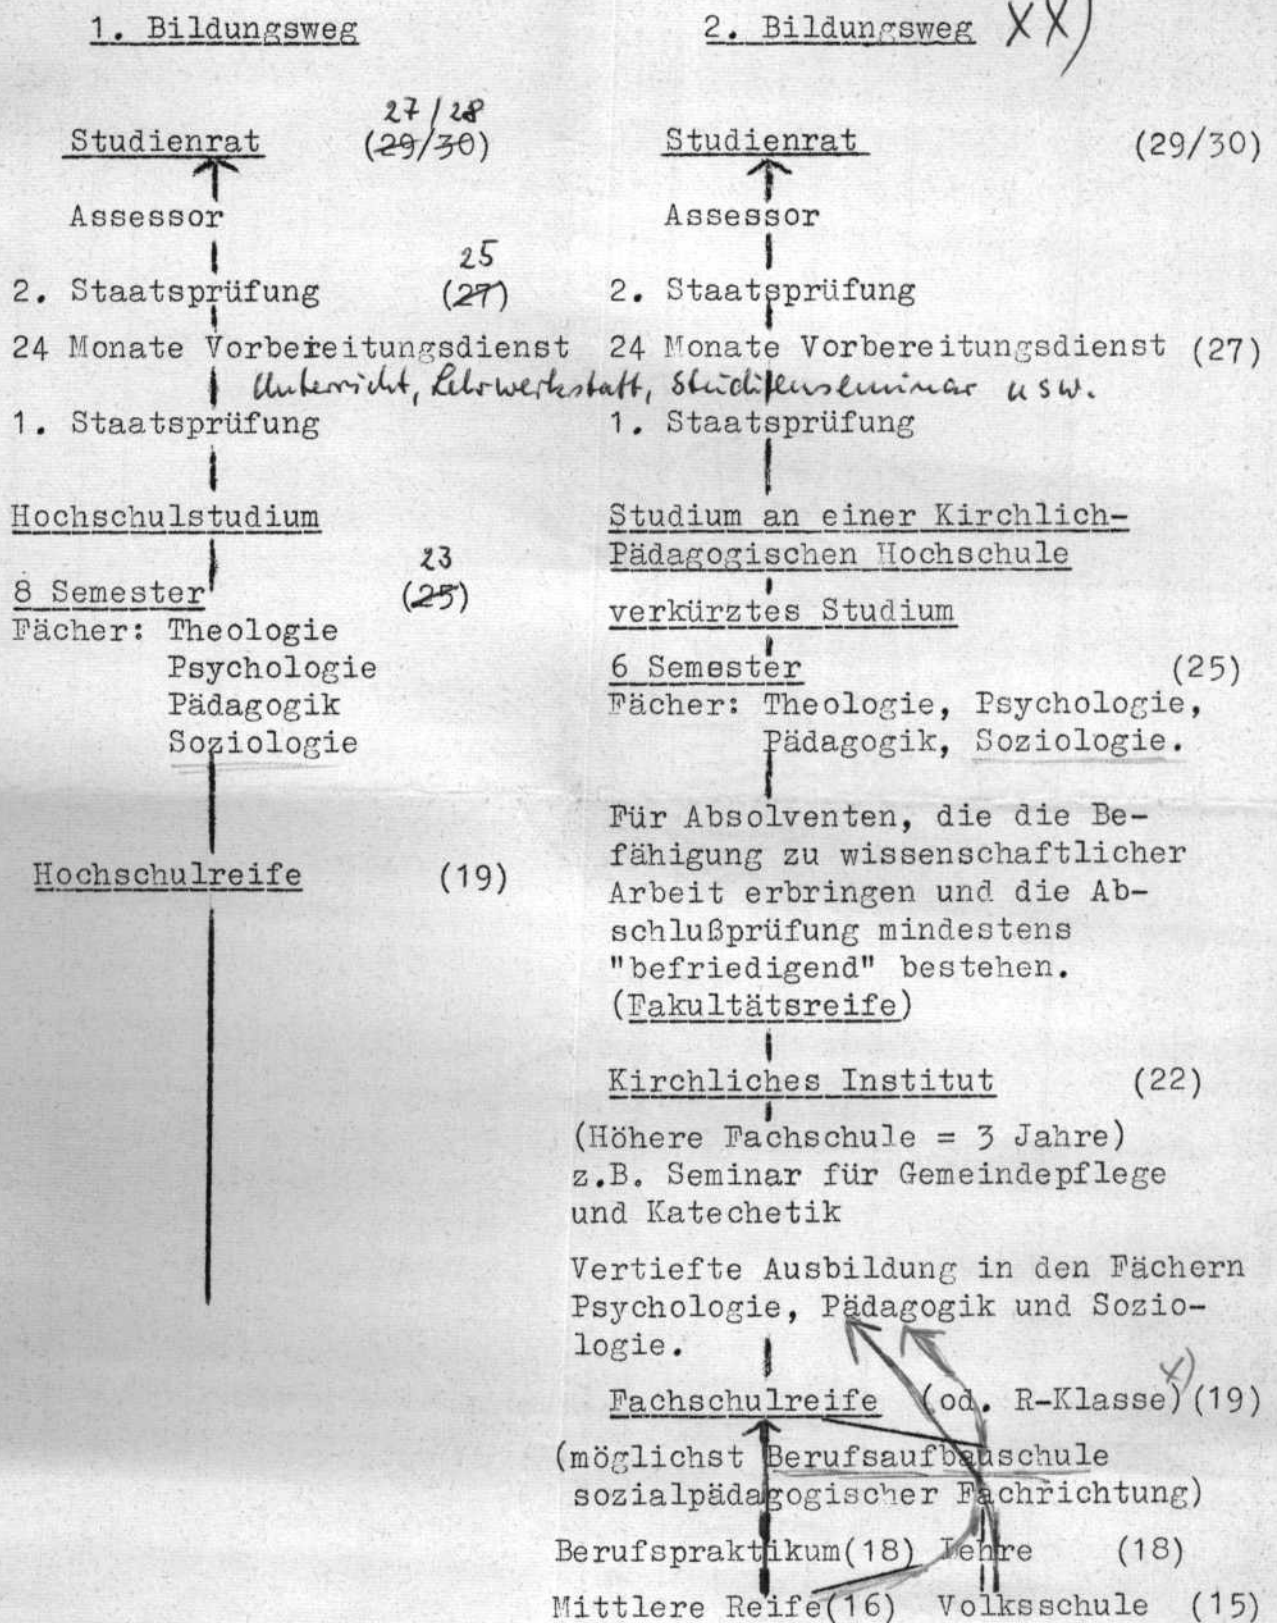 1. Bildungsweg
27/28
Studienrat (29/30)
Assessor
25
2. Staatsprüfung (27)
24 Monate Vorbereitungsdienst
Unterricht, Lehrwerkstatt, Studienseminar usw.
1. Staatsprüfung
Hochschulstudium
23
8 Semester (25)
Fächer: Theologie
Psychologie
Pädagogik
Soziologie
Hochschulreife (19)
2. Bildungsweg XX)
Studienrat (29/30)
Assessor
2. Staatsprüfung
24 Monate Vorbereitungsdienst (27)
1. Staatsprüfung
Studium an einer Kirchlich-
Pädagogischen Hochschule
verkürztes Studium
6 Semester (25)
Fächer: Theologie, Psychologie,
Pädagogik, Soziologie.
Für Absolventen, die die Be-
fähigung zu wissenschaftlicher
Arbeit erbringen und die Ab-
schlußprüfung mindestens
"befriedigend" bestehen.
(Fakultätsreife)
Kirchliches Institut (22)
(Höhere Fachschule = 3 Jahre)
z.B. Seminar für Gemeindepflege
und Katechetik
Vertiefte Ausbildung in den Fächern
Psychologie, Pädagogik und Sozio-
logie.
Fachschulreife (od. R-Klasse) x) (19)
(möglichst Berufsaufbauschule
sozialpädagogischer Fachrichtung)
Berufspraktikum(18) Lehre (18)
Mittlere Reife(16) Volksschule (15)